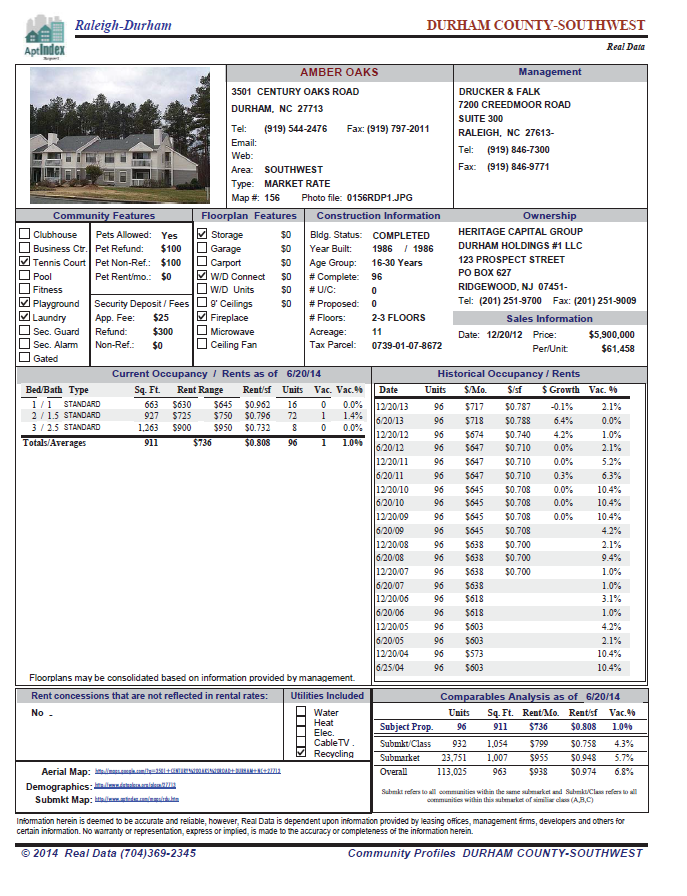 Raleigh-Durham
DURHAM COUNTY-SOUTHWEST
AptIndex
Real Data
AMBER OAKS
3501 CENTURY OAKS ROAD
DURHAM, NC 27713
Tel: (919) 544-2476 Fax: (919) 797-2011
Email:
Web:
Area: SOUTHWEST
Type: MARKET RATE
Map #: 156 Photo file: 0156RDP1.JPG
Management
DRUCKER & FALK
7200 CREEDMOOR ROAD
SUITE 300
RALEIGH, NC 27613-
Tel: (919) 846-7300
Fax: (919) 846-9771
Community Features
Clubhouse
Business Ctr.
Tennis Court
Pool
Fitness
Playground
Laundry
Sec. Guard
Sec. Alarm
Gated
Pets Allowed: Yes
Pet Refund: $100
Pet Non-Ref.: $100
Pet Rent/mo.: $0
Security Deposit / Fees
App. Fee: $25
Refund: $300
Non-Ref.: $0
Floorplan Features
Storage $0
Garage $0
Carport $0
W/D Connect $0
W/D Units $0
9' Ceilings $0
Fireplace
Microwave
Ceiling Fan
Construction Information
Bldg. Status: COMPLETED
Year Built: 1986 / 1986
Age Group: 16-30 Years
# Complete: 96
# U/C: 0
# Proposed: 0
# Floors: 2-3 FLOORS
Acreage: 11
Tax Parcel: 0739-01-07-8672
Ownership
HERITAGE CAPITAL GROUP
DURHAM HOLDINGS #1 LLC
123 PROSPECT STREET
PO BOX 627
RIDGEWOOD, NJ 07451-
Tel: (201) 251-9700 Fax: (201) 251-9009
Sales Information
Date: 12/20/12 Price: $5,900,000
Per/Unit: $61,458
Current Occupancy / Rents as of 6/20/14
Bed/Bath Type Sq. Ft. Rent Range Rent/sf Units Vac. Vac.%
1 / 1 STANDARD 663 $630 $645 $0.962 16 0 0.0%
2 / 1.5 STANDARD 927 $725 $750 $0.796 72 1 1.4%
3 / 2.5 STANDARD 1,263 $900 $950 $0.732 8 0 0.0%
Totals/Averages 911 $736 $0.808 96 1 1.0%
Floorplans may be consolidated based on information provided by management.
Historical Occupancy / Rents
Date Units $/Mo. $/sf $ Growth Vac. %
12/20/13 96 $717 $0.787 -0.1% 2.1%
6/20/13 96 $718 $0.788 6.4% 0.0%
12/20/12 96 $674 $0.740 4.2% 1.0%
6/20/12 96 $647 $0.710 0.0% 2.1%
12/20/11 96 $647 $0.710 0.0% 5.2%
6/20/11 96 $647 $0.710 0.3% 6.3%
12/20/10 96 $645 $0.708 0.0% 10.4%
6/20/10 96 $645 $0.708 0.0% 10.4%
12/20/09 96 $645 $0.708 0.0% 10.4%
6/20/09 96 $645 $0.708 4.2%
12/20/08 96 $638 $0.700 2.1%
6/20/08 96 $638 $0.700 9.4%
12/20/07 96 $638 $0.700 1.0%
6/20/07 96 $638 1.0%
12/20/06 96 $618 3.1%
6/20/06 96 $618 1.0%
12/20/05 96 $603 4.2%
6/20/05 96 $603 2.1%
12/20/04 96 $573 10.4%
6/25/04 96 $603 10.4%
Rent concessions that are not reflected in rental rates:
No -
Utilities Included
Water
Heat
Elec.
CableTV .
Recycling
Aerial Map: http://maps.google.com/?q=3501+CENTURY%20OAKS%20ROAD+DURHAM+NC+27713
Demographics:
Submkt Map: http://www.aptindex.com/maps/rdp.htm
Comparables Analysis as of 6/20/14
Units Sq. Ft. Rent/Mo. Rent/sf Vac.%
Subject Prop. 96 911 $736 $0.808 1.0%
Submkt/Class 932 1,054 $799 $0.758 4.3%
Submarket 23,751 1,007 $955 $0.948 5.7%
Overall 113,025 963 $938 $0.974 6.8%
Submkt refers to all communities within the same submarket and Submkt/Class refers to all
communities within this submarket of similiar class (A,B,C)
Information herein is deemed to be accurate and reliable, however, Real Data is dependent upon information provided by leasing offices, management firms, developers and others for
certain information. No warranty or representation, express or implied, is made to the accuracy or completeness of the information herein.
© 2014 Real Data (704)369-2345
Community Profiles DURHAM COUNTY-SOUTHWEST